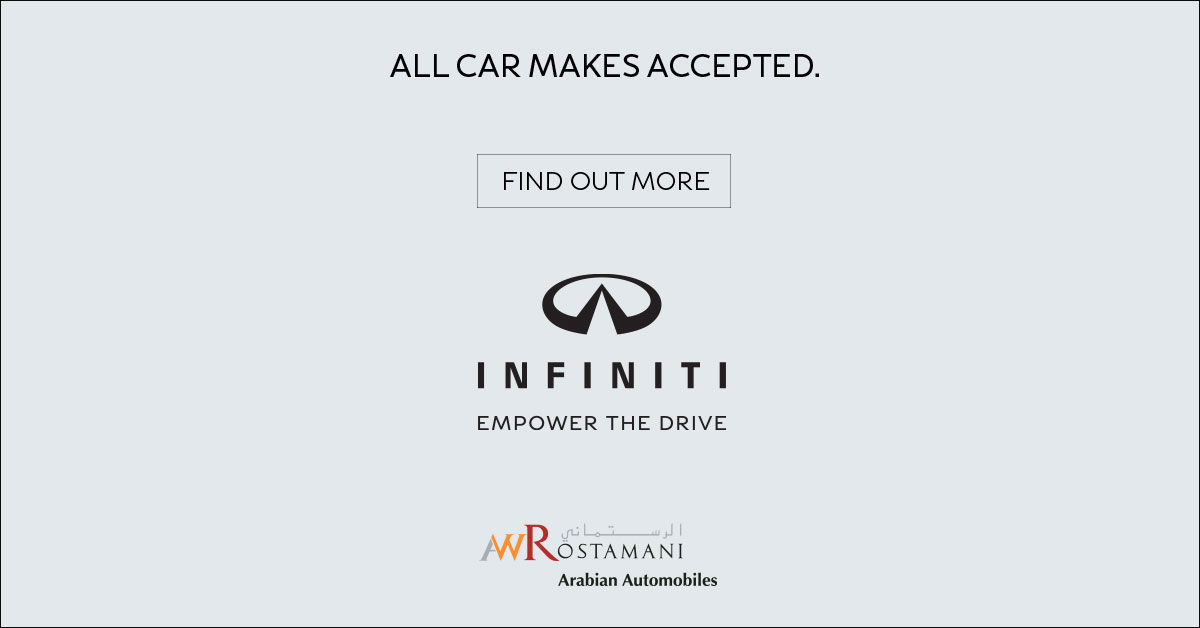 ALL CAR MAKES ACCEPTED.
FIND OUT MORE
INFINITI
EMPOWER THE DRIVE
الرستماني
AWROSTAMANI
Arabian Automobiles